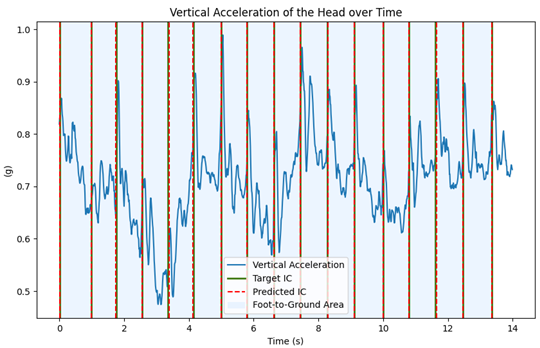 Vertical Acceleration of the Head over Time
1.0
0.9
0.8
0.7
0.6
0.5
(g)
Vertical Acceleration
Target IC
Predicted IC
Foot-to-Ground Area
0
2
4
6
8
10
12
14
Time (s)